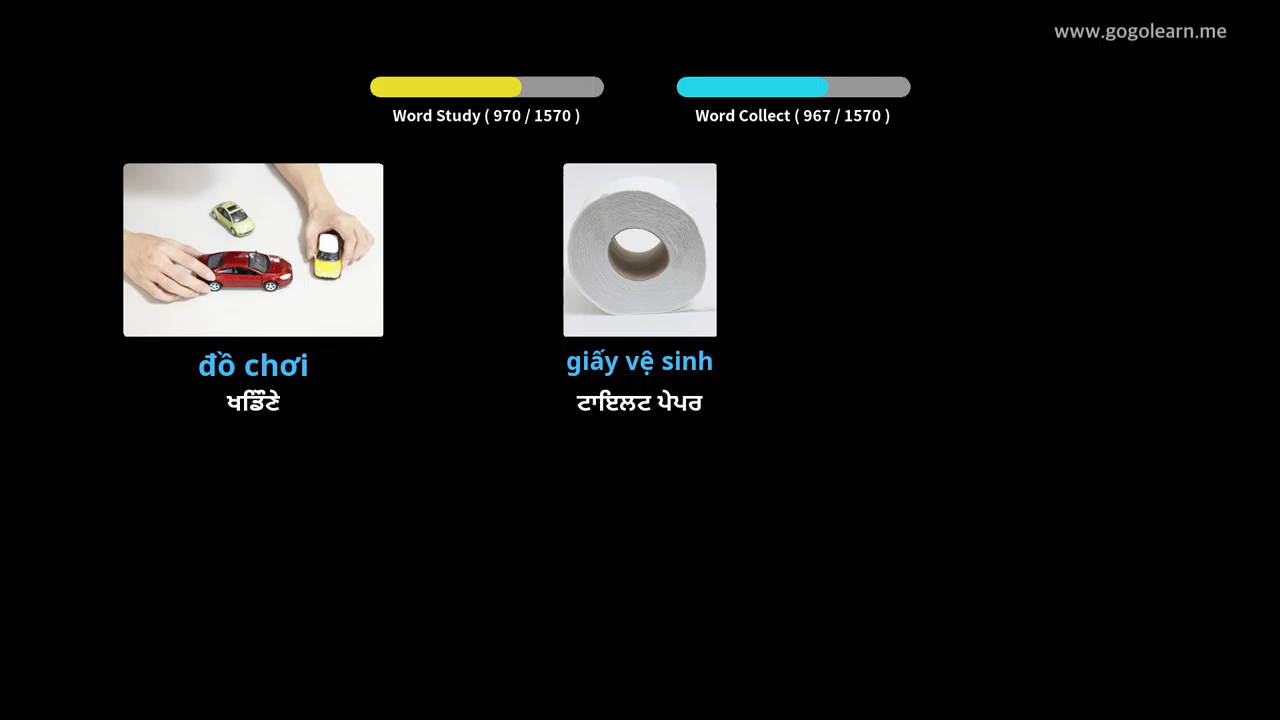 www.gogolearn.me
Word Study ( 970 / 1570 )
Word Collect ( 967 / 1570 )
đồ chơi
giấy vệ sinh
ਖਡਿੌਣੇ
ਟਾਇਲਟ ਪੇਪਰ